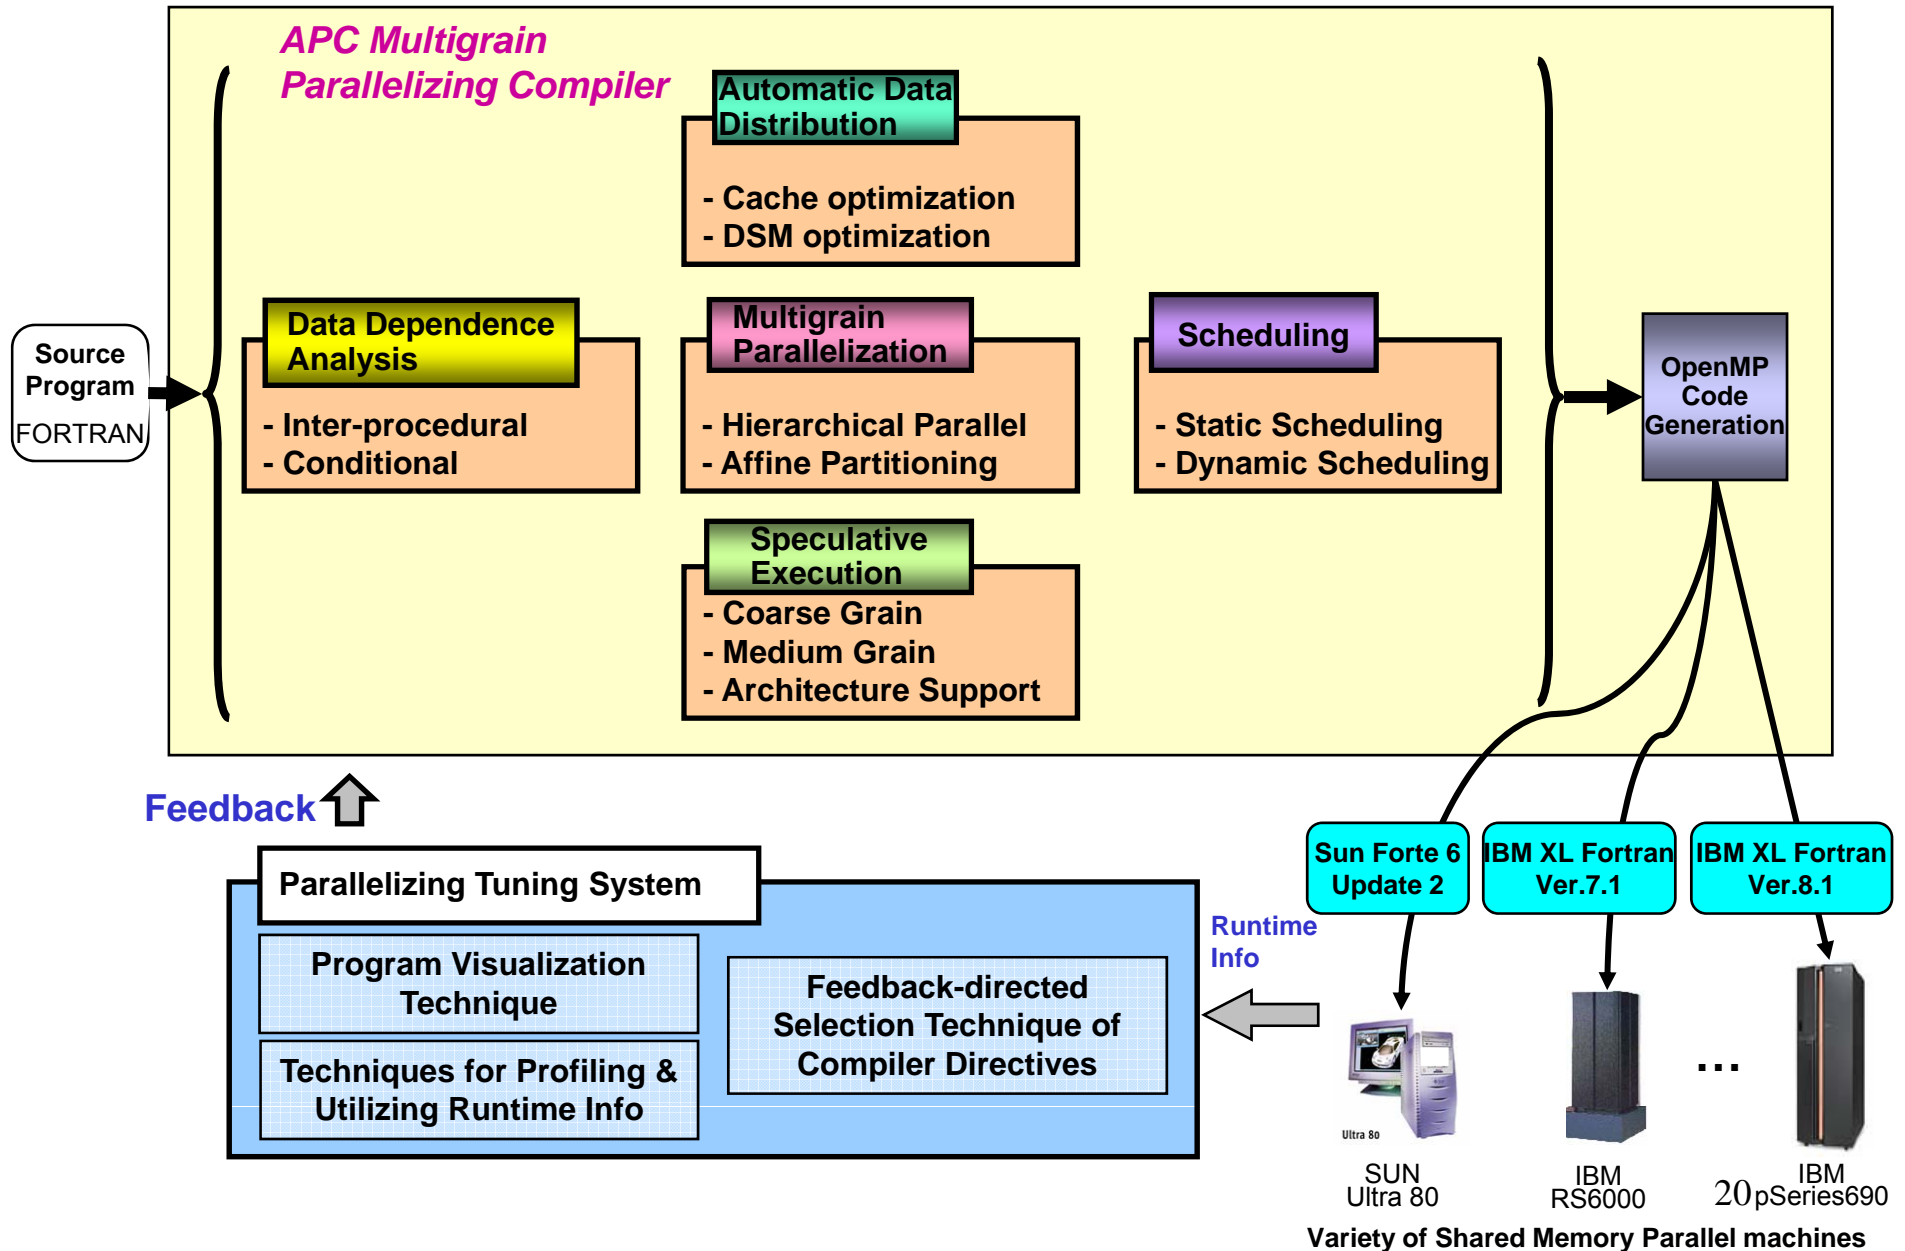 APC Multigrain
Parallelizing Compiler
Automatic Data
Distribution
- Cache optimization
- DSM optimization
Source
Program
FORTRAN
Data Dependence
Analysis
- Inter-procedural
- Conditional
Multigrain
Parallelization
- Hierarchical Parallel
- Affine Partitioning
Scheduling
- Static Scheduling
- Dynamic Scheduling
OpenMP
Code
Generation
Speculative
Execution
- Coarse Grain
- Medium Grain
- Architecture Support
Feedback
Parallelizing Tuning System
Program Visualization
Technique
Techniques for Profiling &
Utilizing Runtime Info
Feedback-directed
Selection Technique of
Compiler Directives
Runtime
Info
Sun Forte 6
Update 2
IBM XL Fortran
Ver.7.1
IBM XL Fortran
Ver.8.1
...
Ultra 80
SUN
Ultra 80
IBM
RS6000
IBM
20 pSeries690
Variety of Shared Memory Parallel machines